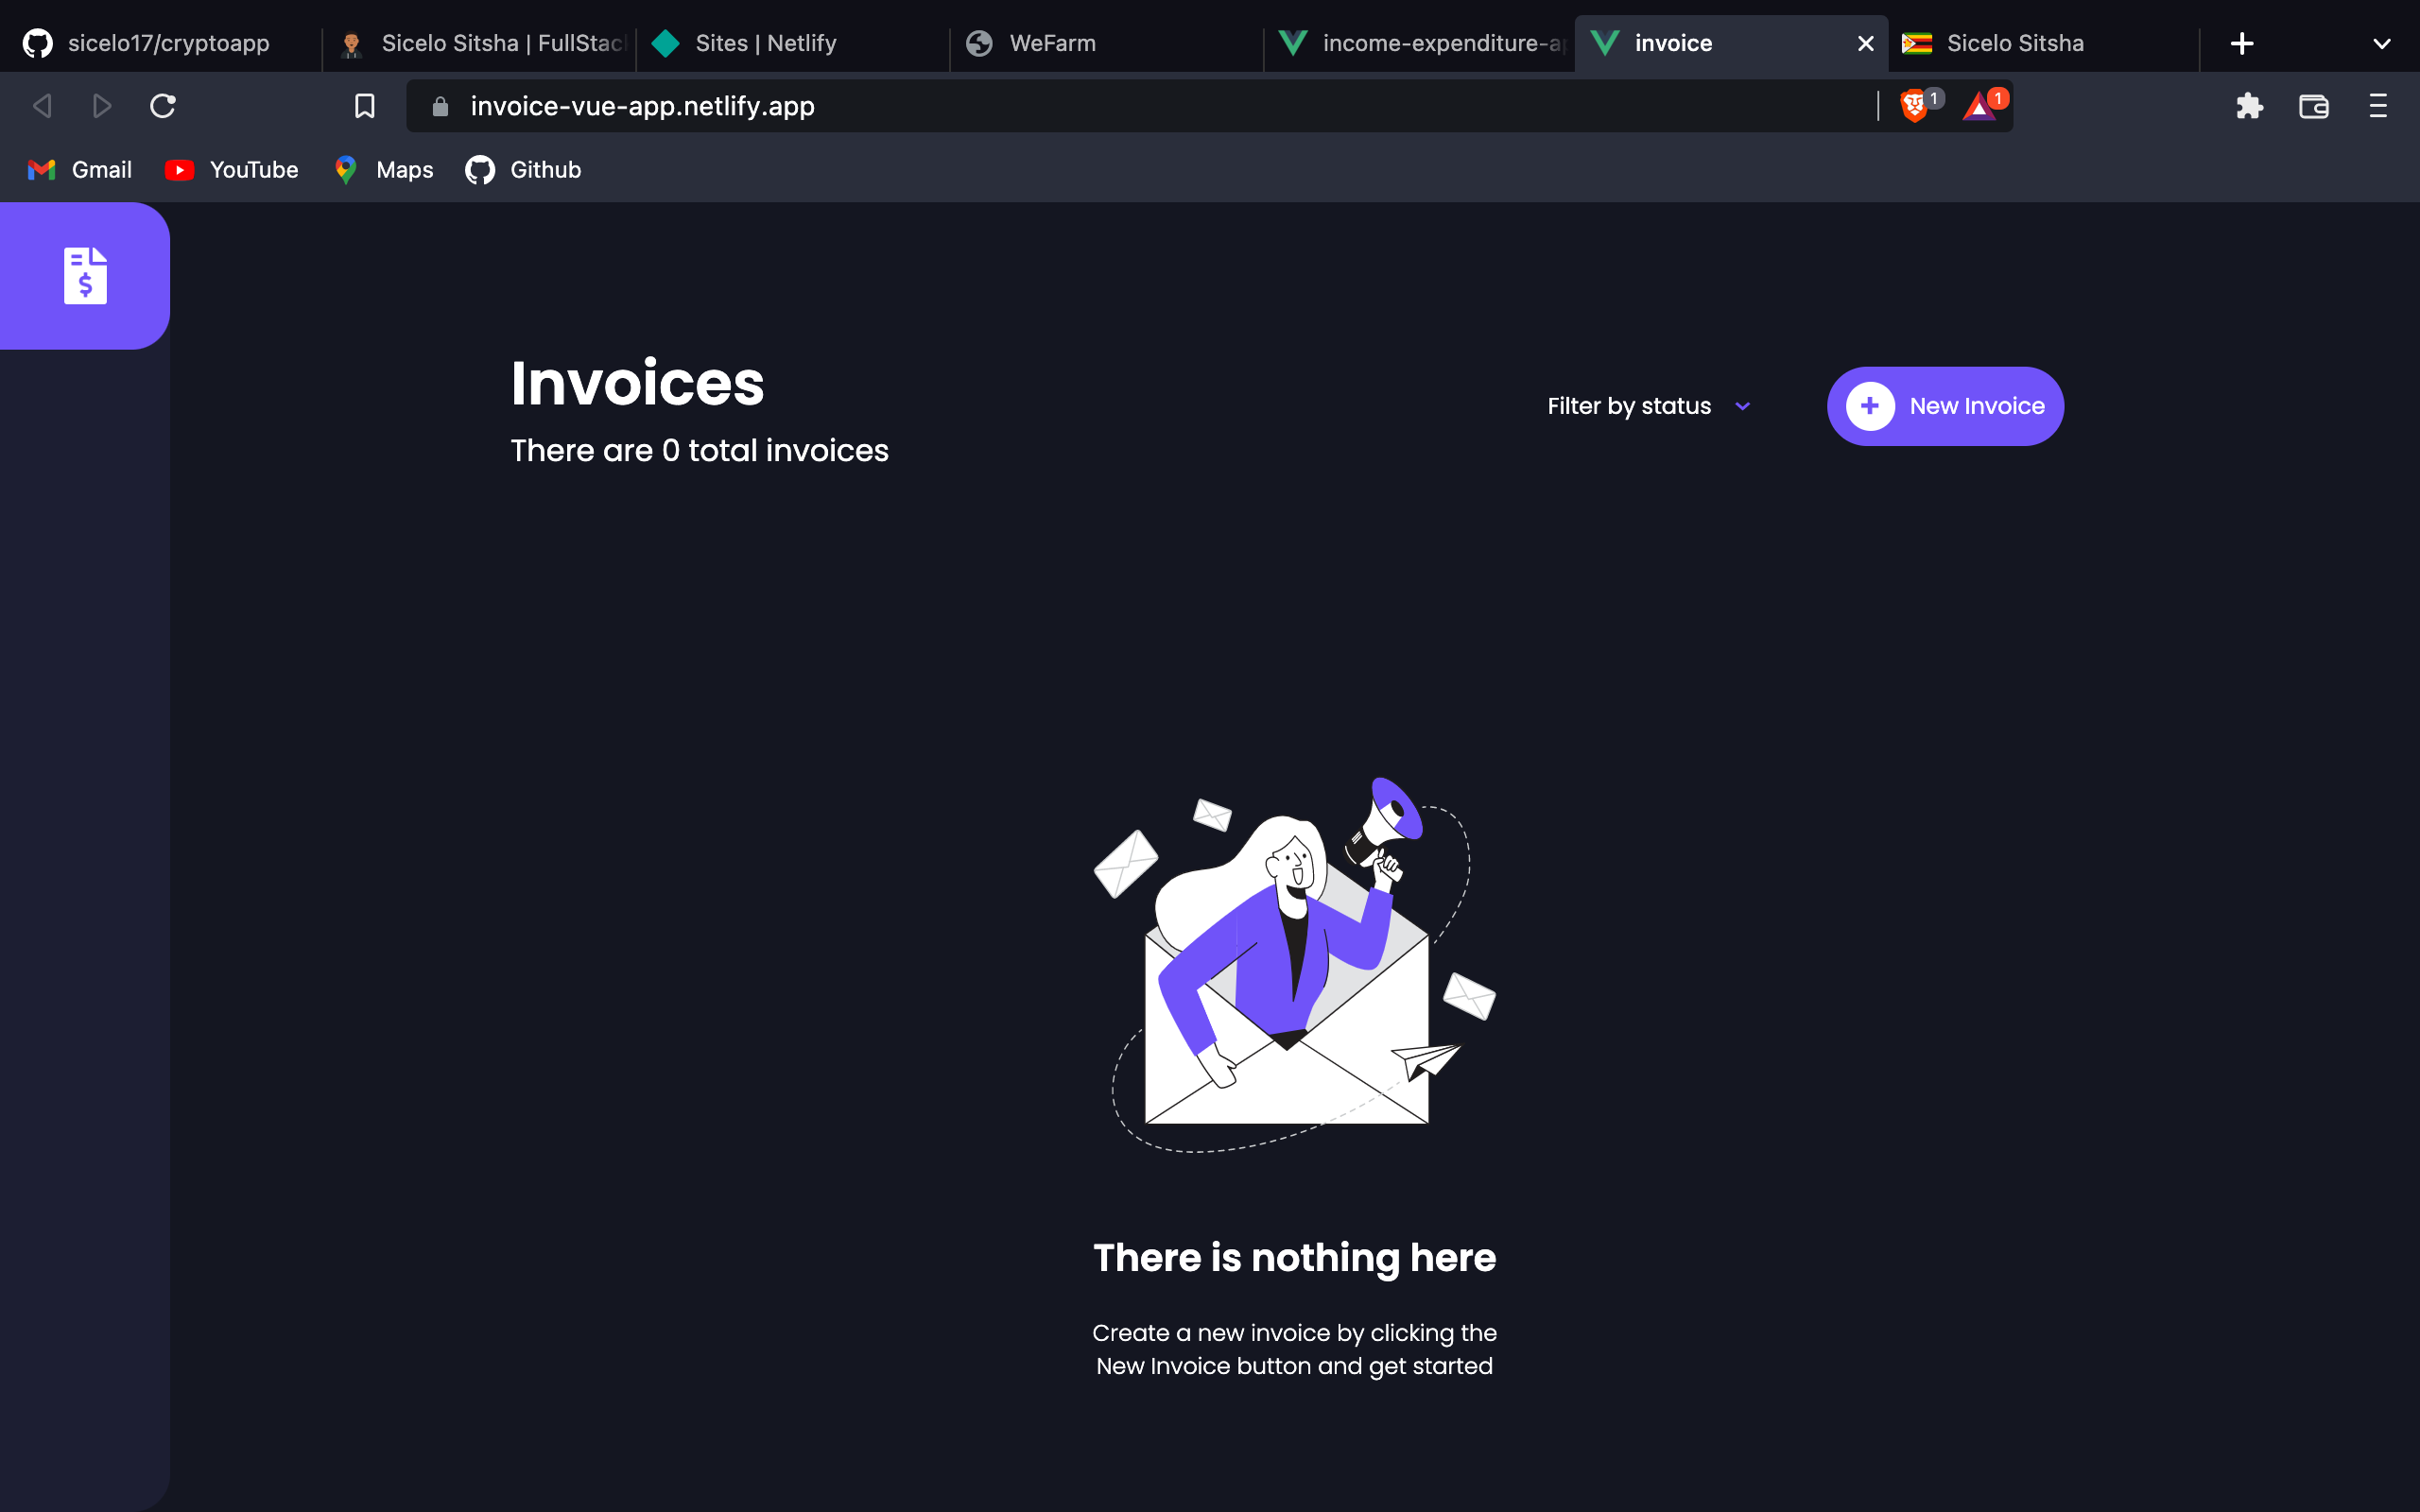 sicelo17/cryptoapp
Sicelo Sitsha | FullStac
Sites | Netlify
WeFarm
income-expenditure-a
invoice
Sicelo Sitsha
invoice-vue-app.netlify.app
1
1
Gmail
YouTube
Maps
Github
$
Invoices
There are 0 total invoices
Filter by status
New Invoice
There is nothing here
Create a new invoice by clicking the
New Invoice button and get started